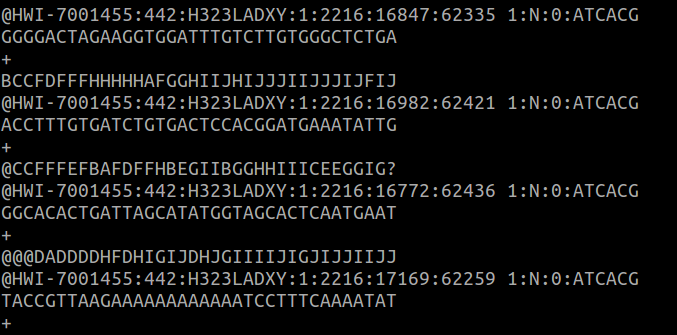 @HWI-7001455:442:H323LADXY:1:2216:16847:62335 1:N:0:ATCACG
GGGGACTAGAAGGTGGATTTGTCTTGTGGGCTCTGA
+
BCCFDFFFHHHHHAFGGHIIJHIJJJIIJJJIJFIJ
@HWI-7001455:442:H323LADXY:1:2216:16982:62421 1:N:0:ATCACG
ACCTTTGTGATCTGTGACTCCACGGATGAAATATTG
+
@CCFFFEFBAFDFFHBEGIIBGGHHIIICEEGGIG?
@HWI-7001455:442:H323LADXY:1:2216:16772:62436 1:N:0:ATCACG
GGCACACTGATTAGCATATGGTAGCACTCAATGAAT
+
@@@DADDDDHFDHIGIJDHJGIIIIJIGJIJJIIJJ
@HWI-7001455:442:H323LADXY:1:2216:17169:62259 1:N:0:ATCACG
TACCGTTAAGAAAAAAAAAAAATCCTTTCAAAATAT
+